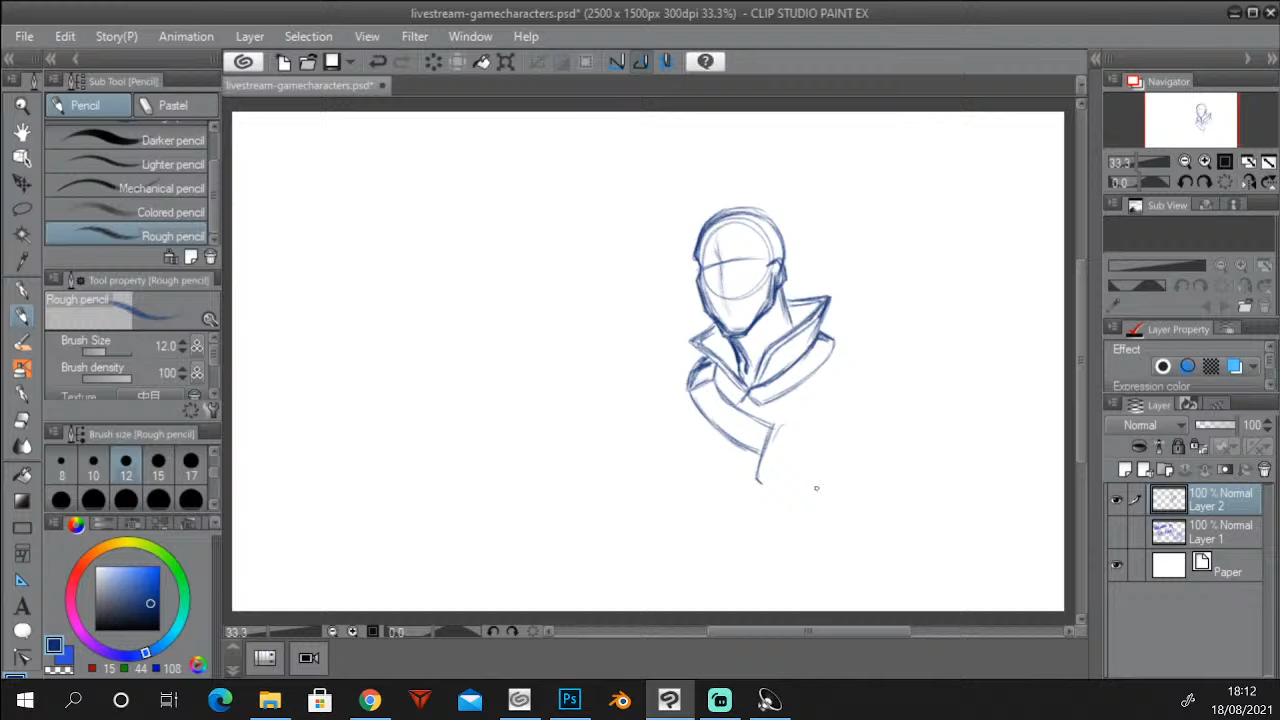 livestream-gamecharacters.psd* (2500 x 1500px 300dpi 33.3%) - CLIP STUDIO PAINT EX
File Edit Story(P) Animation Layer Selection View Filter Window Help
Sub Tool [Pencil]
livestream-gamecharacters.psd*
Navigator
Pencil Pastel
Darker pencil
Lighter pencil
Mechanical pencil
Colored pencil
Rough pencil
33.3
0.0
Sub View
Tool property [Rough pencil]
Rough pencil
Brush Size 12.0
Brush density 100
Texture 中目
Layer Property
Effect
Expression color
Layer
Normal 100
Brush size [Rough pencil]
8 10 12 15 17
100 % Normal
Layer 2
100 % Normal
Layer 1
Paper
33.3 0.0
15 44 108
A
Ps
18:12
18/08/2021